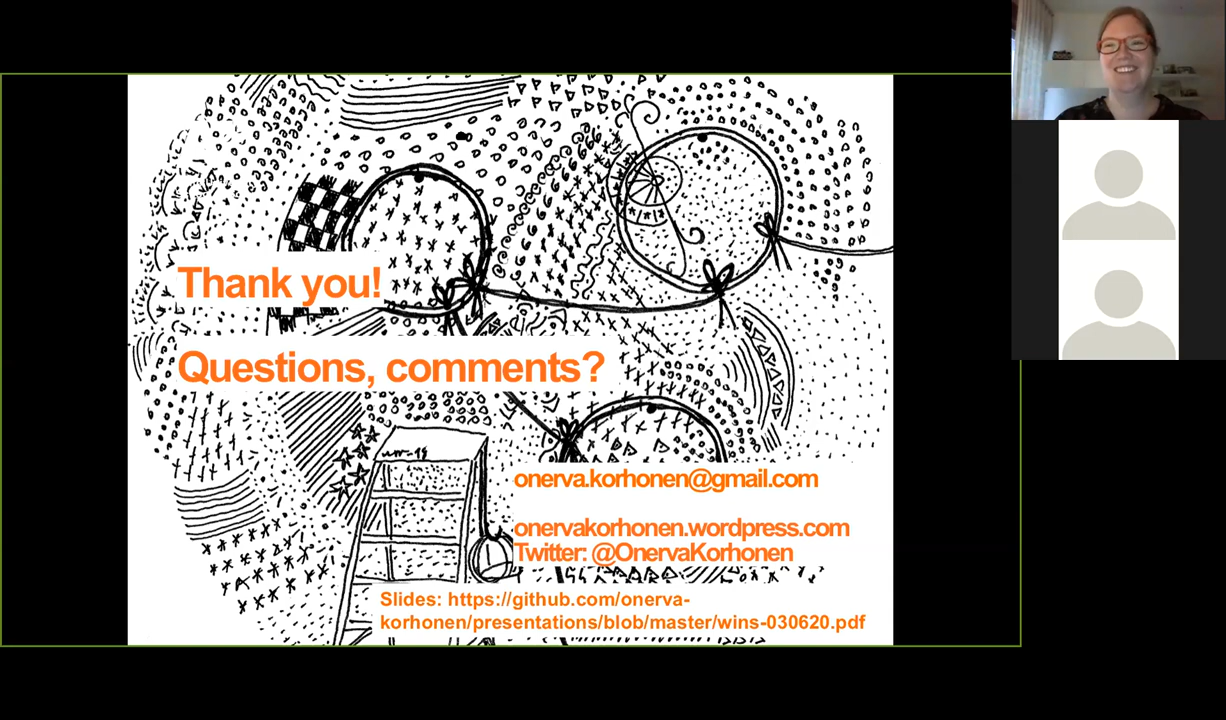 Thank you!
Questions, comments?
onerva.korhonen@gmail.com
onervakorhonen.wordpress.com
Twitter: @OnervaKorhonen
Slides: https://github.com/onerva-
korhonen/presentations/blob/master/wins-030620.pdf